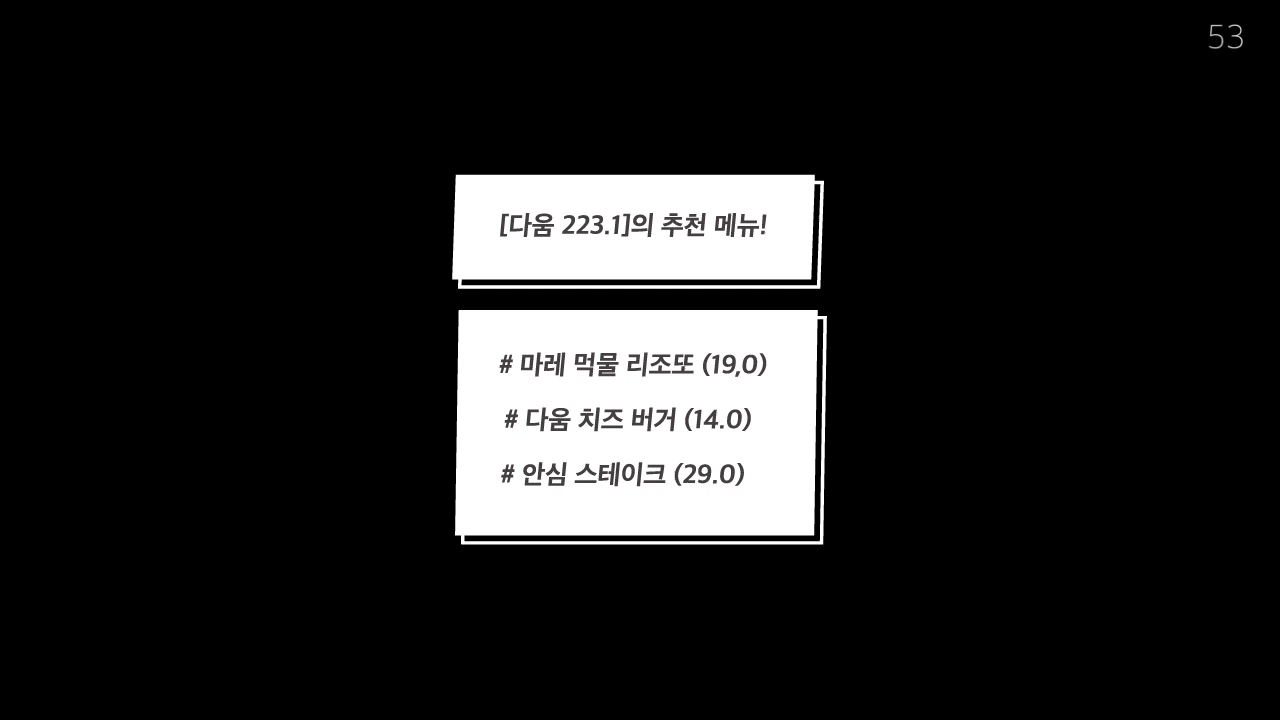 53
[다움 223.1]의 추천 메뉴!
# 마레 먹물 리조또 (19,0)
# 다움 치즈 버거 (14.0)
# 안심 스테이크 (29.0)